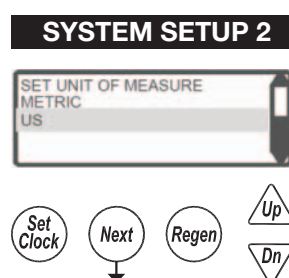 SYSTEM SETUP 2
SET UNIT OF MEASURE
METRIC
US
Set Clock
Next
Regen
Up
Dn